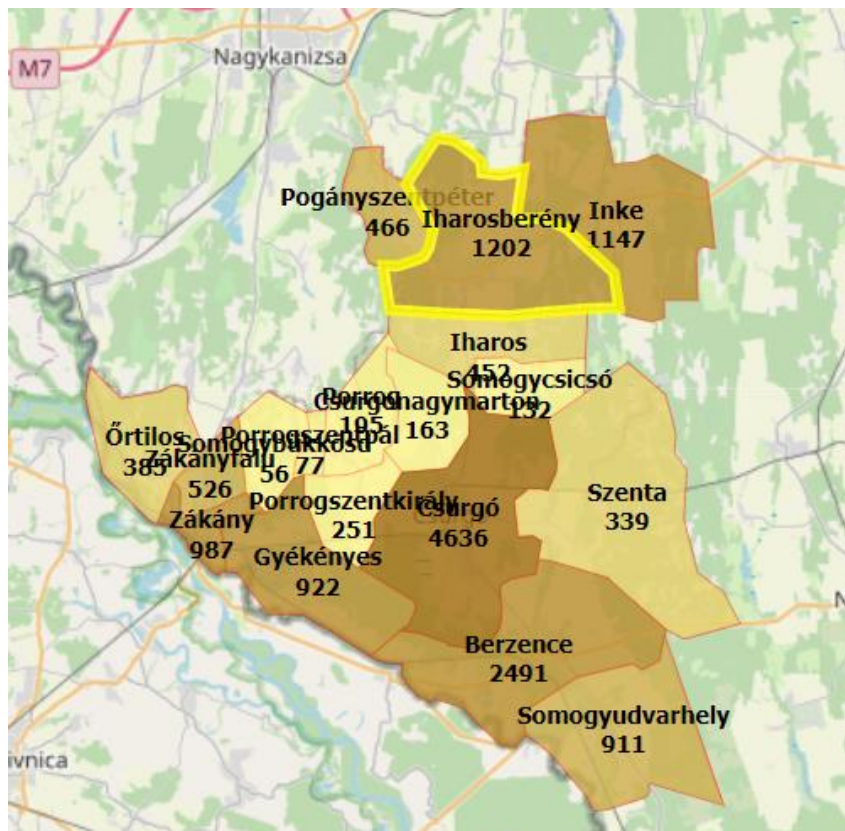 Nagykanizsa
M7
Pogányszentpéter
466
Iharosberény
1202
Inke
1147
Iharos
452
Somogycsicsó
132
Porrog
195
Csurgónagymarton
163
Őrtilos
385
Porrogszentpál
77
Somogybükkösd
56
Zákányfalu
526
Szenta
339
Porrogszentkirály
251
Csurgó
4636
Zákány
987
Gyékényes
922
Berzence
2491
Somogyudvarhely
911
ivnica